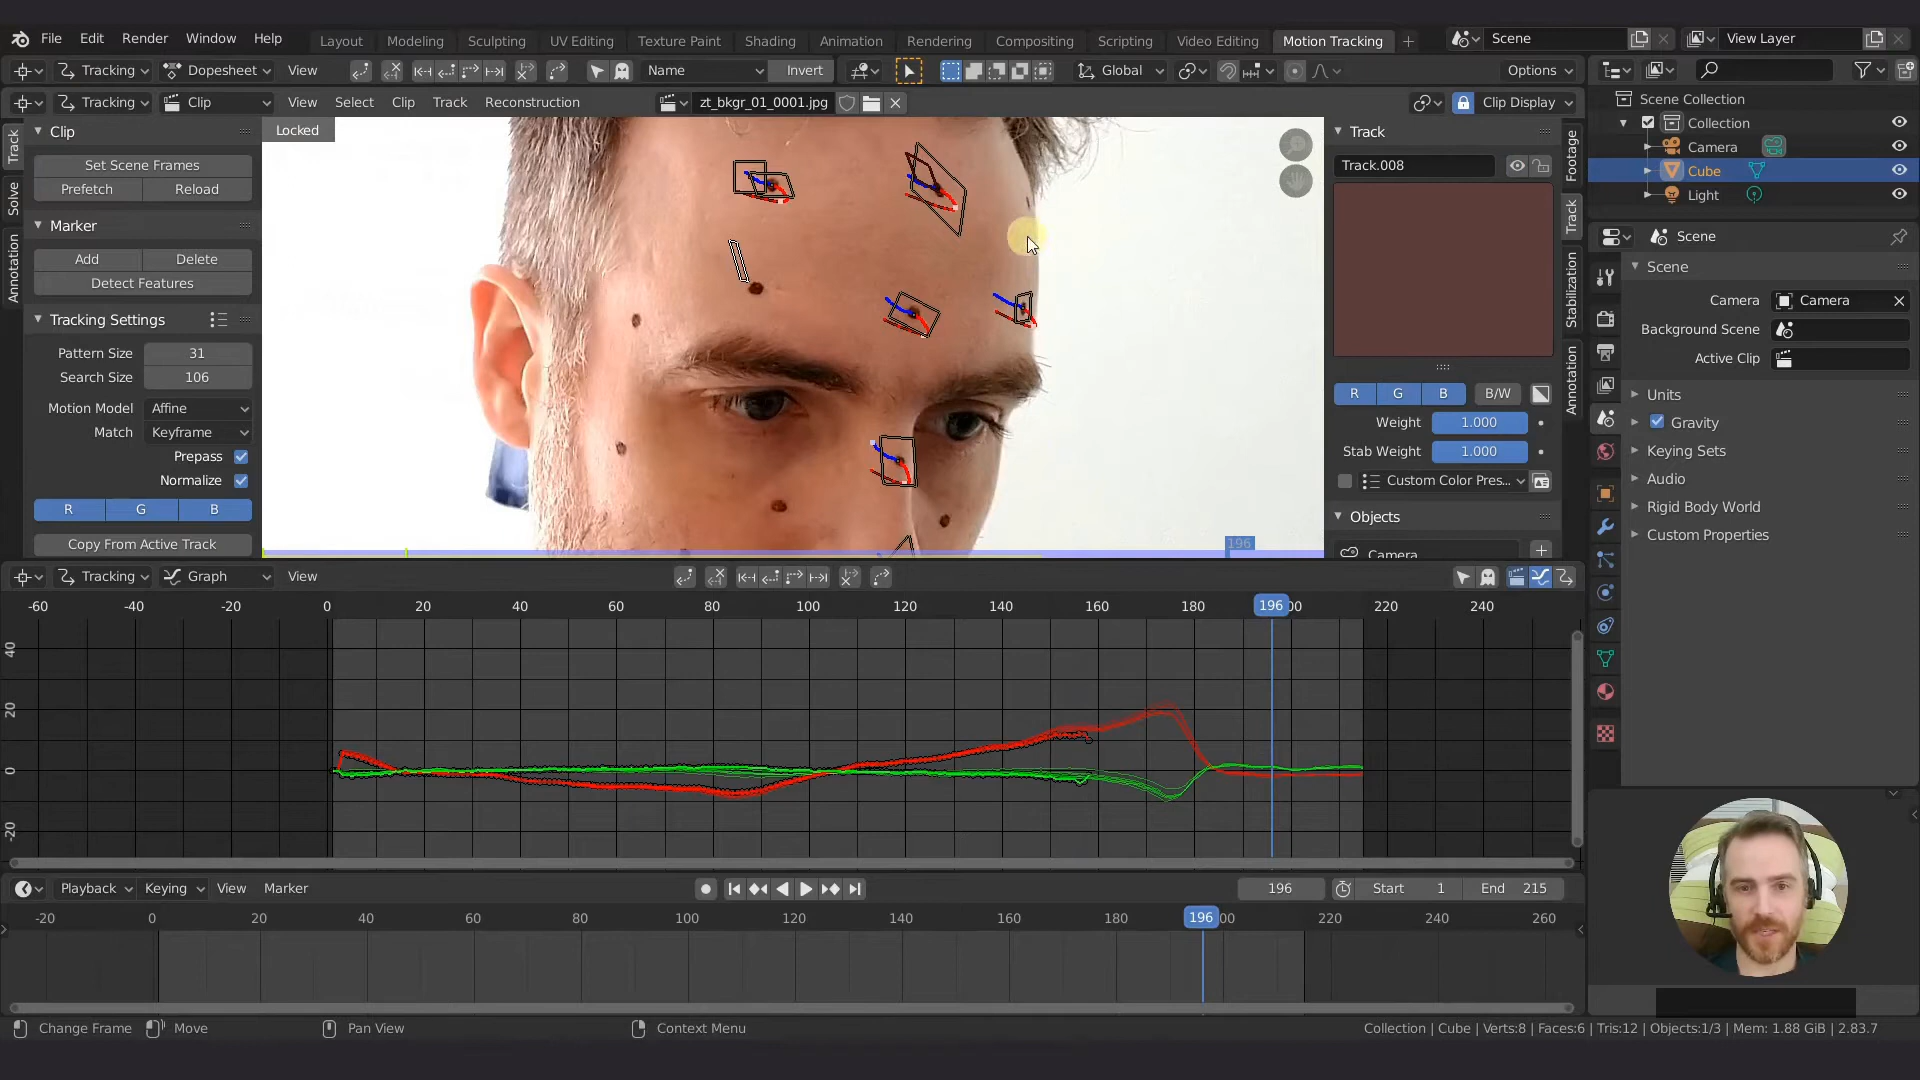 File Edit Render Window Help Layout Modeling Sculpting UV Editing Texture Paint Shading Animation Rendering Compositing Scripting Video Editing Motion Tracking + Scene View Layer
Tracking Dopesheet View Name Invert Global Options
Tracking Clip View Select Clip Track Reconstruction zt_bkgr_01_0001.jpg Clip Display
Scene Collection
Collection
Camera
Cube
Light
Track
Solve
Annotation
Clip
Set Scene Frames
Prefetch Reload
Marker
Add Delete
Detect Features
Tracking Settings
Pattern Size 31
Search Size 106
Motion Model Affine
Match Keyframe
Prepass
Normalize
R G B
Copy From Active Track
Locked
196
Track
Track.008
R G B B/W
Weight 1.000
Stab Weight 1.000
Custom Color Pres...
Objects
Camera
Footage
Track
Stabilization
Annotation
Scene
Scene
Camera Camera
Background Scene
Active Clip
Units
Gravity
Keying Sets
Audio
Rigid Body World
Custom Properties
Tracking Graph View
-60 -40 -20 0 20 40 60 80 100 120 140 160 180 196 00 220 240
40
20
0
-20
Playback Keying View Marker 196 Start 1 End 215
-20 0 20 40 60 80 100 120 140 160 180 196 00 220 240 260
Change Frame Move Pan View Context Menu Collection | Cube | Verts:8 | Faces:6 | Tris:12 | Objects:1/3 | Mem: 1.88 GiB | 2.83.7